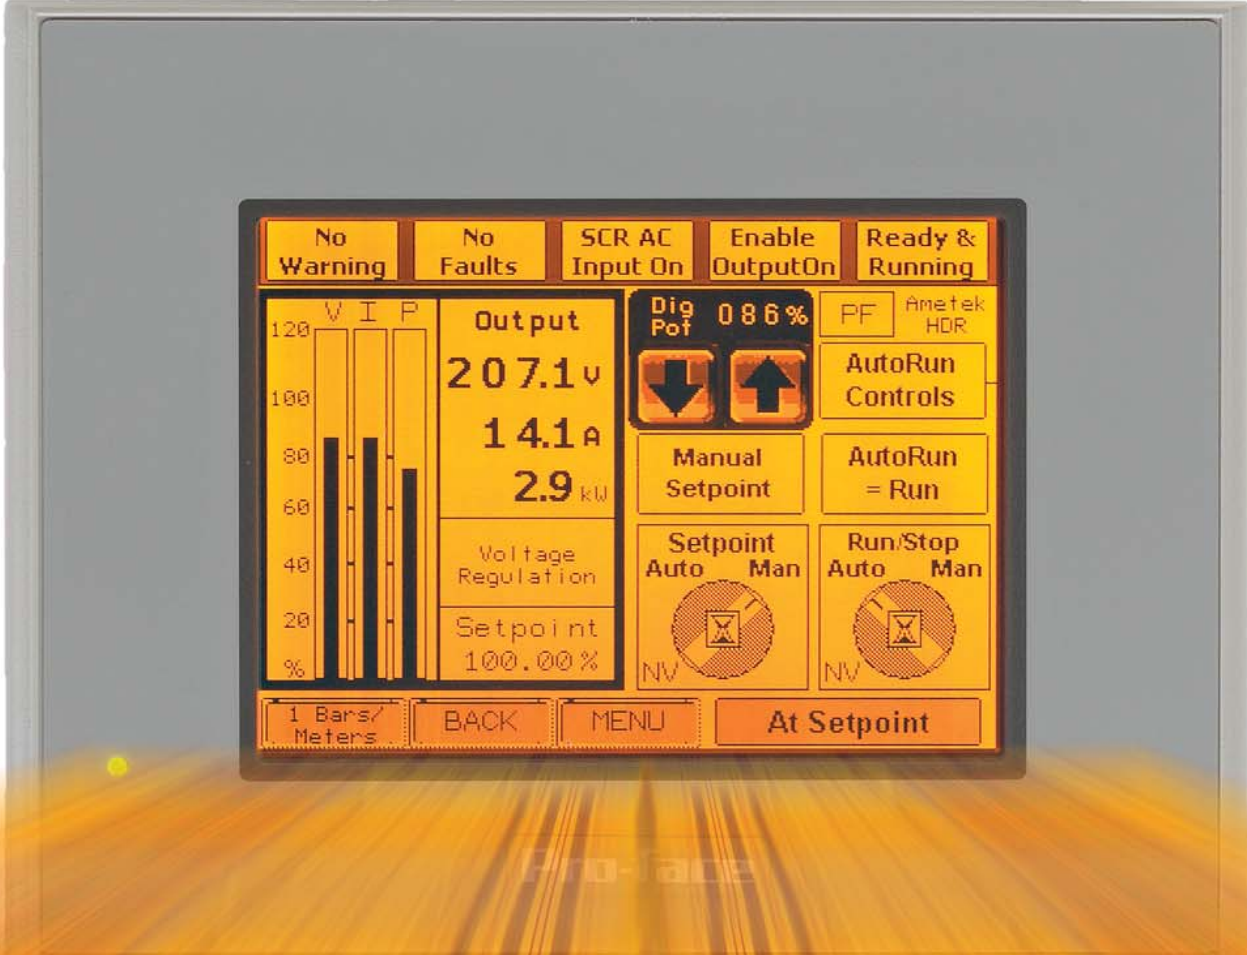 No Warning
No Faults
SCR AC Input On
Enable OutputOn
Ready & Running
V I P
120
100
80
60
40
20
%
Output
207.1 V
14.1 A
2.9 kW
Voltage
Regulation
Setpoint
100.00%
Dig Pot 086%
PF
Ametek
HDR
AutoRun
Controls
Manual
Setpoint
AutoRun
= Run
Setpoint
Auto Man
NV
Run/Stop
Auto Man
NV
1 Bars/
Meters
BACK
MENU
At Setpoint
Pro-face